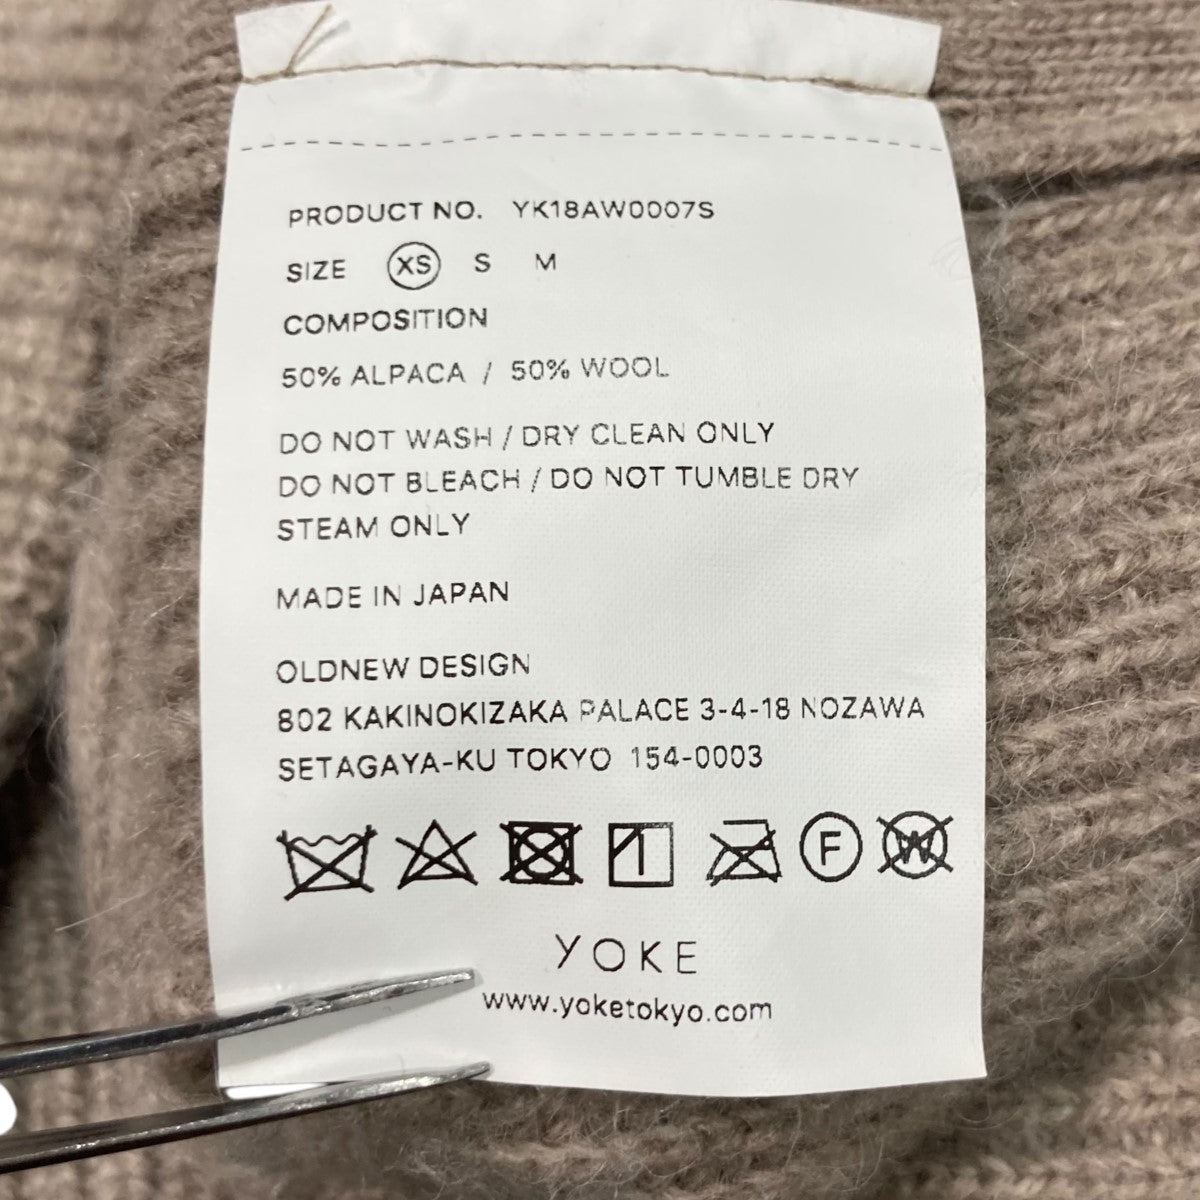 PRODUCT NO. YK18AW0007S
SIZE XS S M
COMPOSITION
50% ALPACA / 50% WOOL
DO NOT WASH / DRY CLEAN ONLY
DO NOT BLEACH / DO NOT TUMBLE DRY
STEAM ONLY
MADE IN JAPAN
OLDNEW DESIGN
802 KAKINOKIZAKA PALACE 3-4-18 NOZAWA
SETAGAYA-KU TOKYO 154-0003
F W
YOKE
www.yoketokyo.com